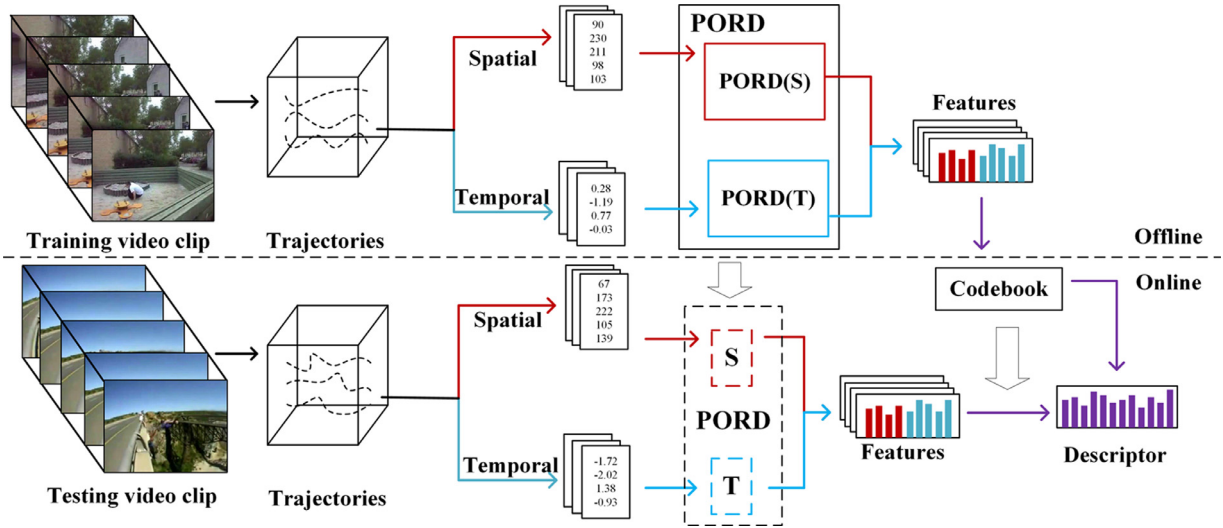 PORD
Spatial
90
230
211
98
103
PORD(S)
Features
Temporal
0.28
-1.19
0.77
-0.03
PORD(T)
Training video clip
Trajectories
Offline
Online
Spatial
67
173
222
105
139
Codebook
S
PORD
Temporal
-1.72
-2.02
1.38
-0.93
T
Features
Descriptor
Testing video clip
Trajectories